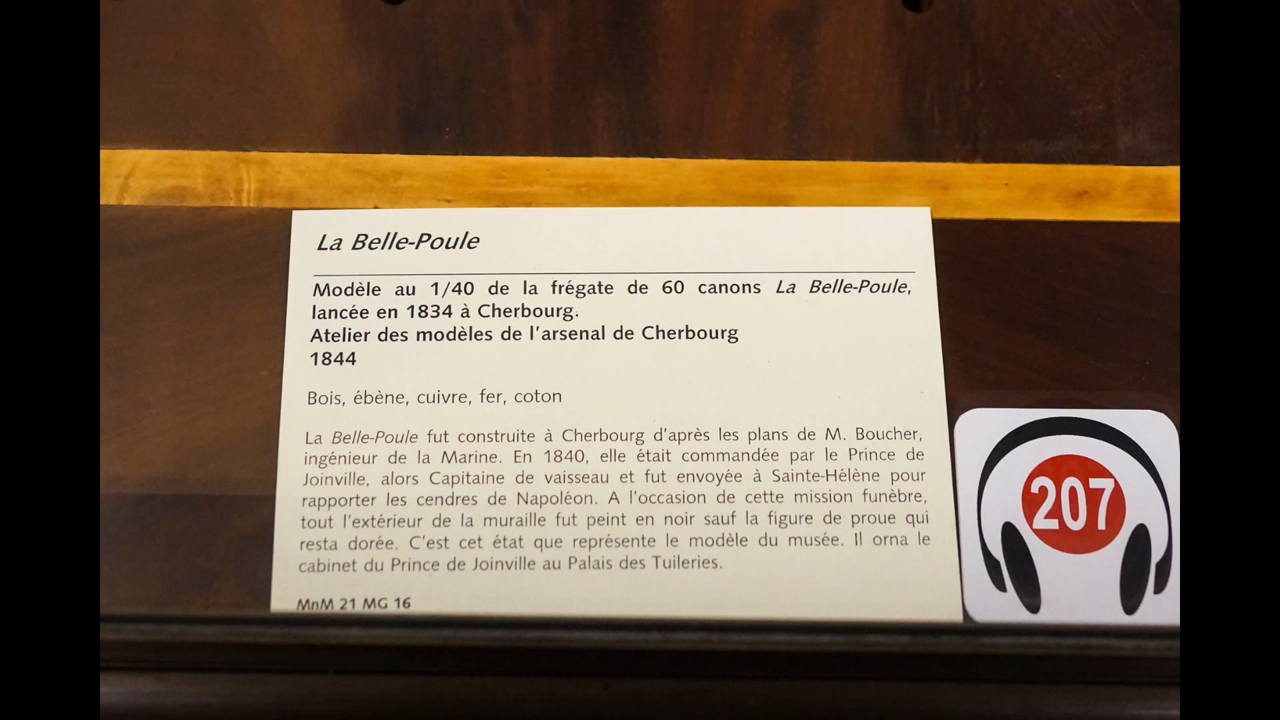 La Belle-Poule
Modèle au 1/40 de la frégate de 60 canons La Belle-Poule,
lancée en 1834 à Cherbourg.
Atelier des modèles de l'arsenal de Cherbourg
1844
Bois, ébène, cuivre, fer, coton
La Belle-Poule fut construite à Cherbourg d'après les plans de M. Boucher,
ingénieur de la Marine. En 1840, elle était commandée par le Prince de
Joinville, alors Capitaine de vaisseau et fut envoyée à Sainte-Hélène pour
rapporter les cendres de Napoléon. A l'occasion de cette mission funèbre,
tout l'extérieur de la muraille fut peint en noir sauf la figure de proue qui
resta dorée. C'est cet état que représente le modèle du musée. Il orna le
cabinet du Prince de Joinville au Palais des Tuileries.
MnM 21 MG 16
207